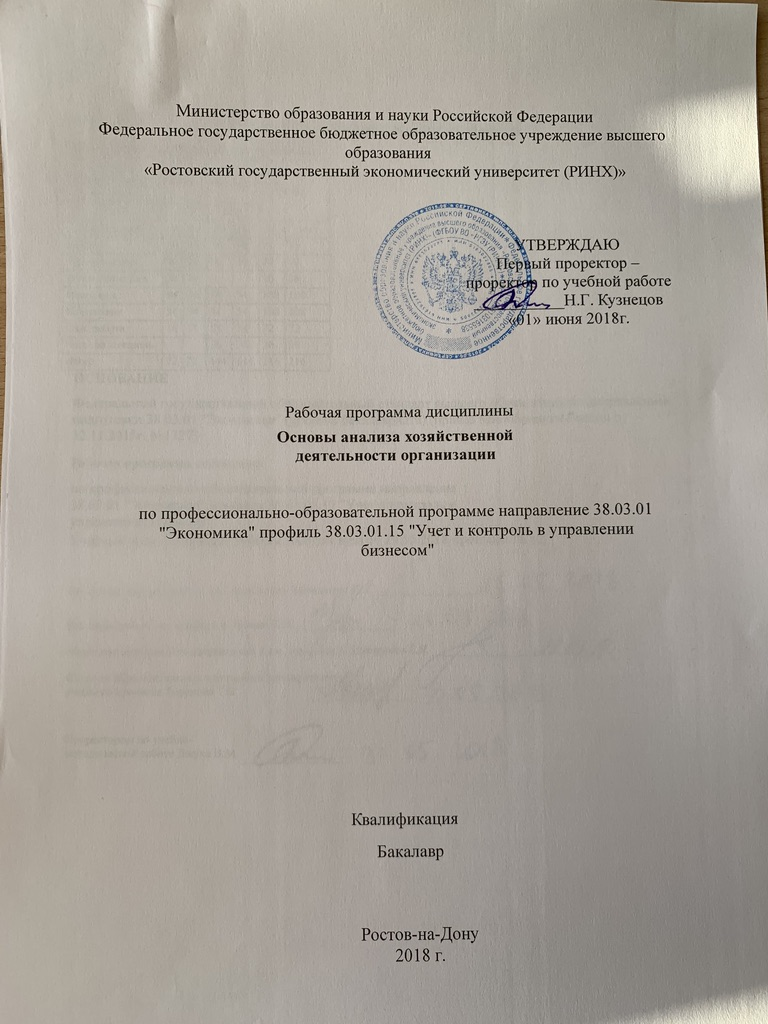 Министерство образования и науки Российской Федерации
Федеральное государственное бюджетное образовательное учреждение высшего
образования
«Ростовский государственный экономический университет (РИНХ)»
УТВЕРЖДАЮ
Первый проректор –
проректор по учебной работе
Н.Г. Кузнецов
«01» июня 2018г.
Рабочая программа дисциплины
Основы анализа хозяйственной
деятельности организации
по профессионально-образовательной программе направление 38.03.01
"Экономика" профиль 38.03.01.15 "Учет и контроль в управлении
бизнесом"
Квалификация
Бакалавр
Ростов-на-Дону
2018 г.